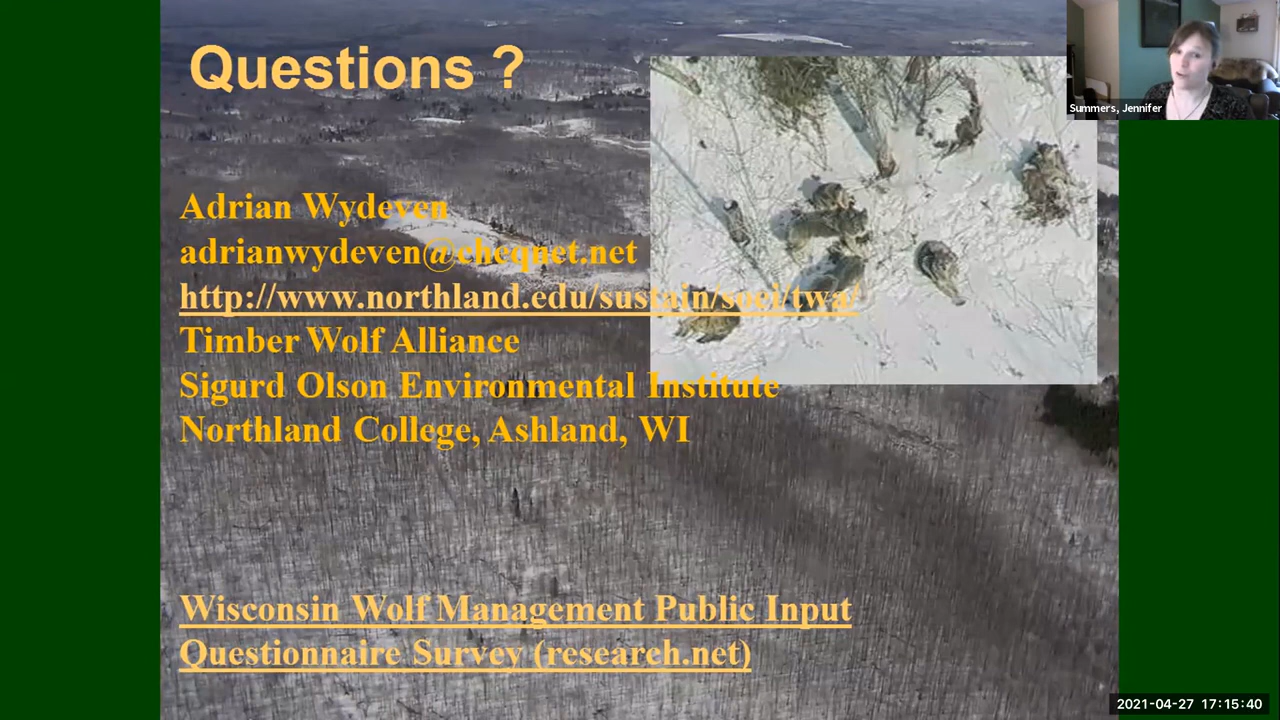 Questions ?
Summers, Jennifer
Adrian Wydeven
adrianwydeven@cheqnet.net
http://www.northland.edu/sustain/soei/twa/
Timber Wolf Alliance
Sigurd Olson Environmental Institute
Northland College, Ashland, WI
Wisconsin Wolf Management Public Input
Questionnaire Survey (research.net)
2021-04-27 17:15:40